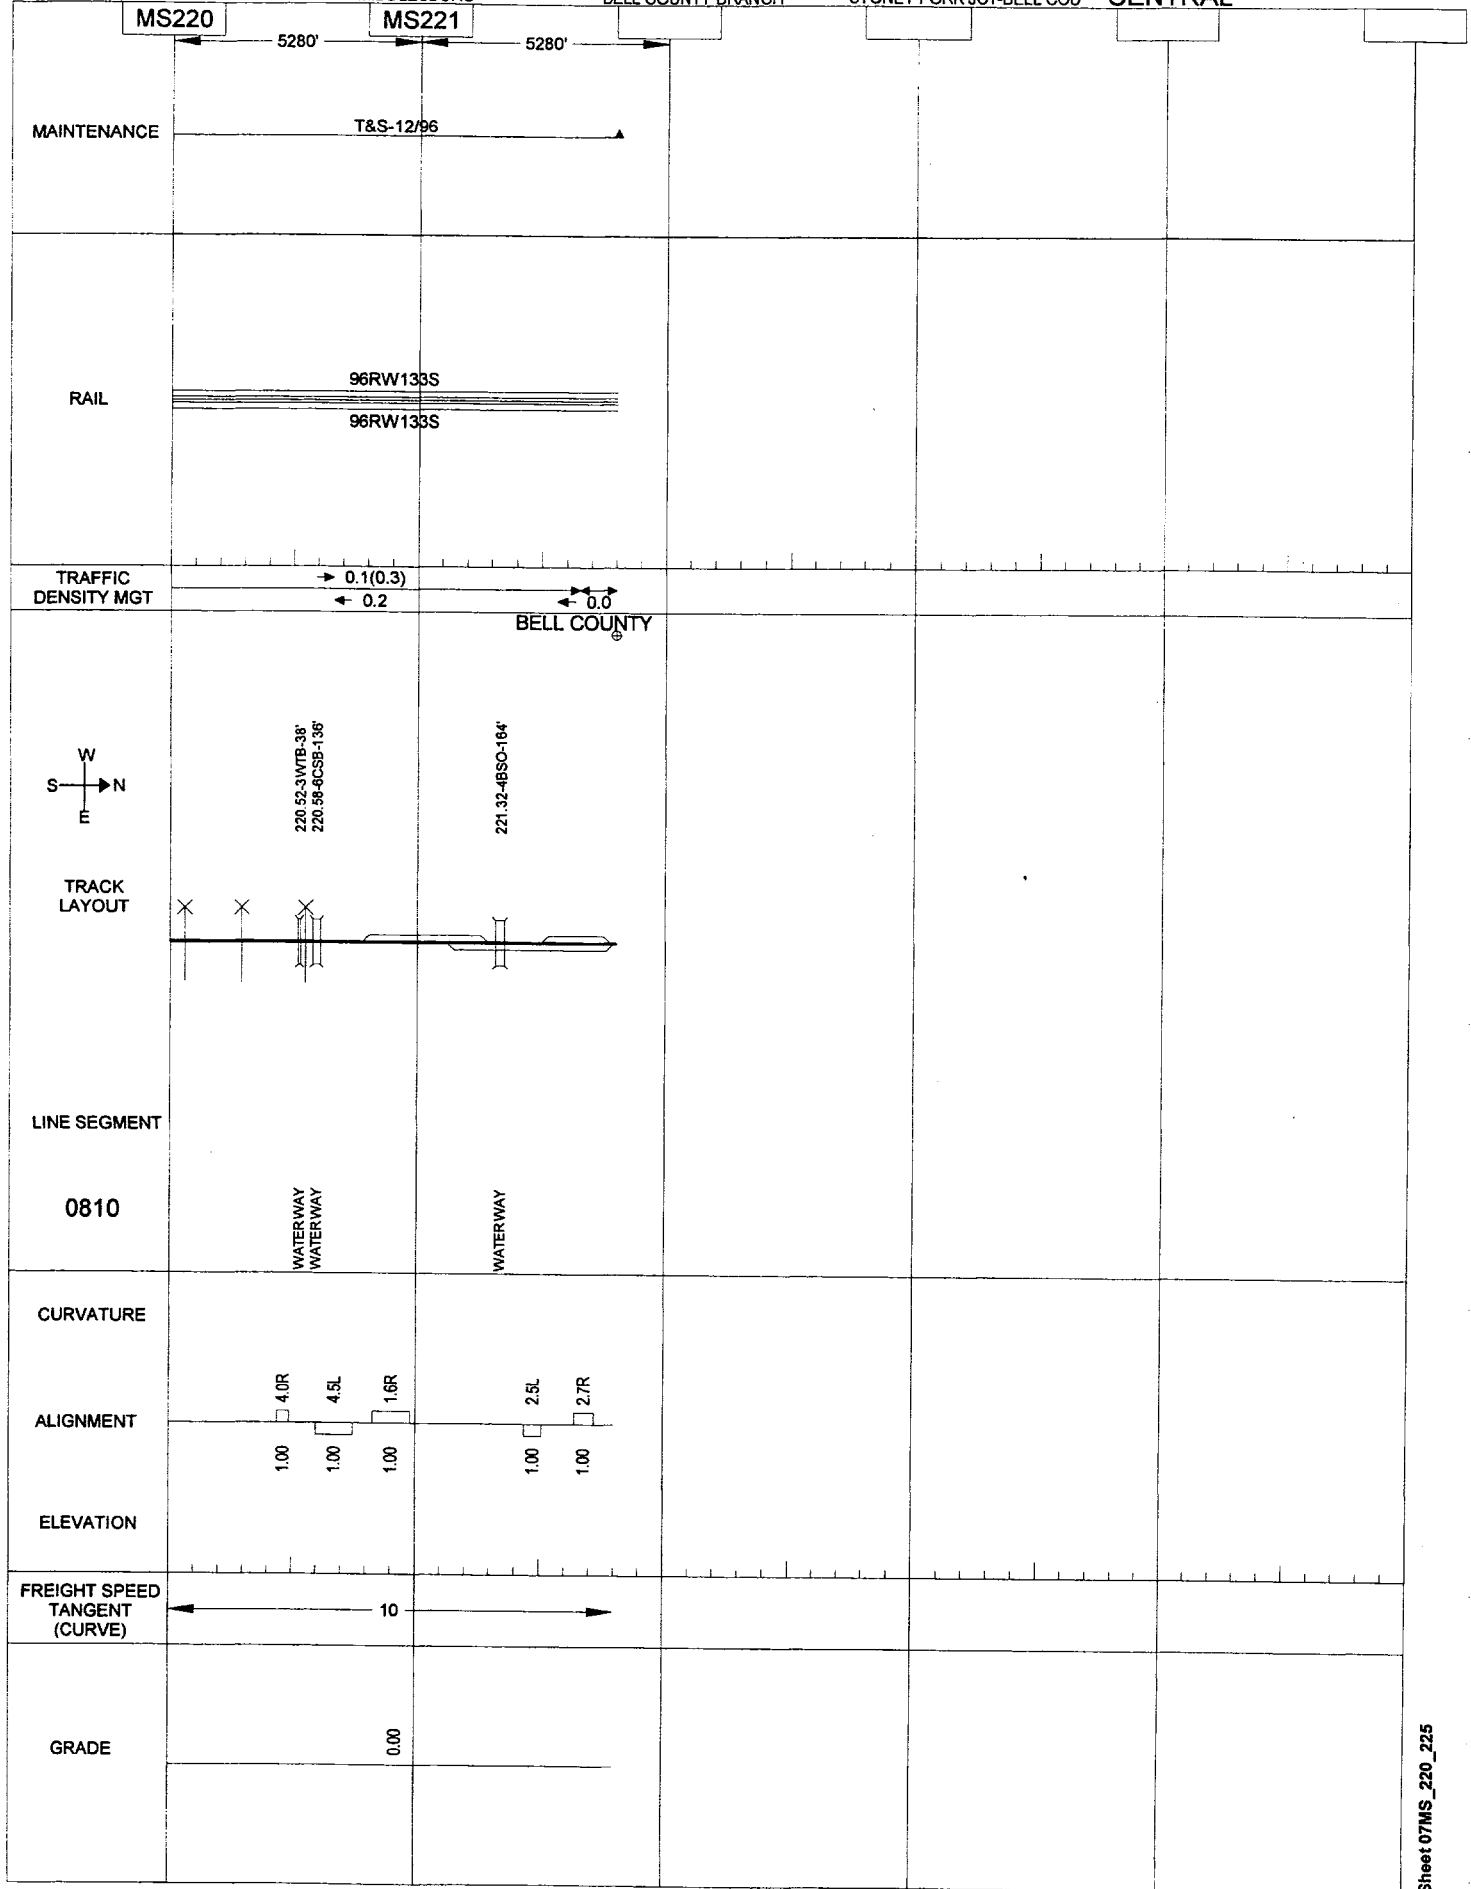 BELL COUNTY BRANCH CENTRAL
MS220 MS221
5280' 5280'
MAINTENANCE T&S-12/96
96RW133S
RAIL
96RW133S
TRAFFIC
DENSITY MGT
0.1(0.3)
0.2 0.0
BELL COUNTY
220.52-3WTB-38'
220.58-6CSB-136'
221.32-4BSO-164'
W
S N
E
TRACK
LAYOUT
LINE SEGMENT
0810
WATERWAY
WATERWAY
WATERWAY
CURVATURE
4.0R 4.5L 1.6R 2.5L 2.7R
ALIGNMENT
1.00 1.00 1.00 1.00 1.00
ELEVATION
FREIGHT SPEED
TANGENT
(CURVE)
10
GRADE
0.00
Sheet 07MS_220_225